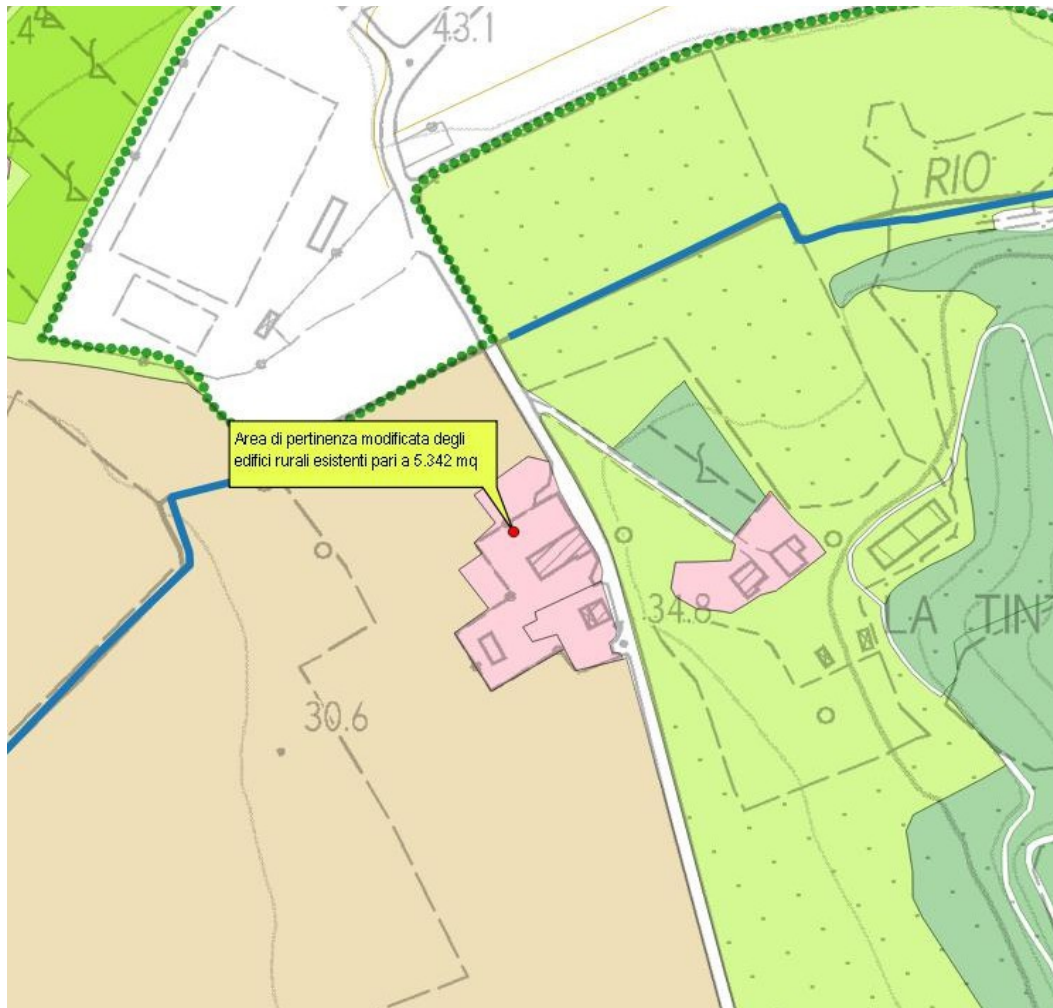 .4
43.1
RIO
Area di pertinenza modificata degli
edifici rurali esistenti pari a 5.342 mq
34.8
LA TINT
30.6